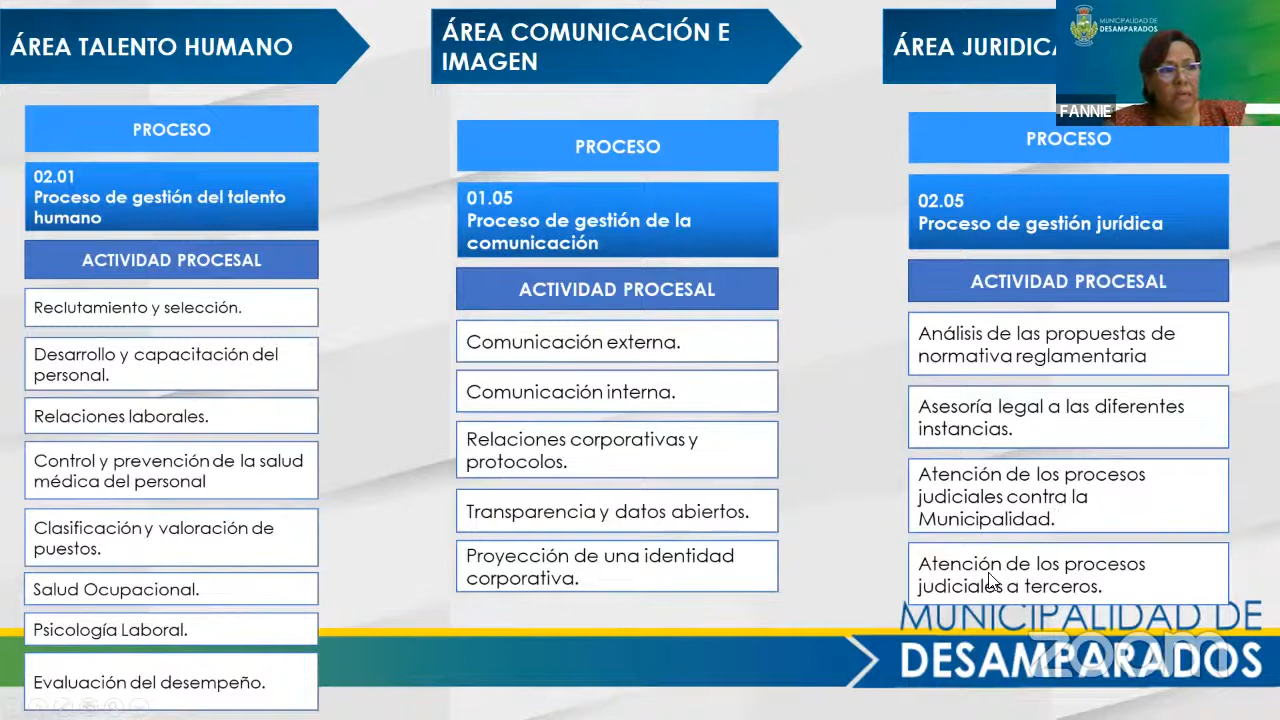 ÁREA TALENTO HUMANO
PROCESO
02.01
Proceso de gestión del talento
humano
ACTIVIDAD PROCESAL
Reclutamiento y selección.
Desarrollo y capacitación del
personal.
Relaciones laborales.
Control y prevención de la salud
médica del personal
Clasificación y valoración de
puestos.
Salud Ocupacional.
Psicología Laboral.
Evaluación del desempeño.
ÁREA COMUNICACIÓN E
IMAGEN
PROCESO
01.05
Proceso de gestión de la
comunicación
ACTIVIDAD PROCESAL
Comunicación externa.
Comunicación interna.
Relaciones corporativas y
protocolos.
Transparencia y datos abiertos.
Proyección de una identidad
corporativa.
ÁREA JURIDICA
PROCESO
02.05
Proceso de gestión jurídica
ACTIVIDAD PROCESAL
Análisis de las propuestas de
normativa reglamentaria
Asesoría legal a las diferentes
instancias.
Atención de los procesos
judiciales contra la
Municipalidad.
Atención de los procesos
judiciales a terceros.
MUNICIPALIDAD DE
DESAMPARADOS
FANNIE
MUNICIPALIDAD DE
DESAMPARADOS
zoom